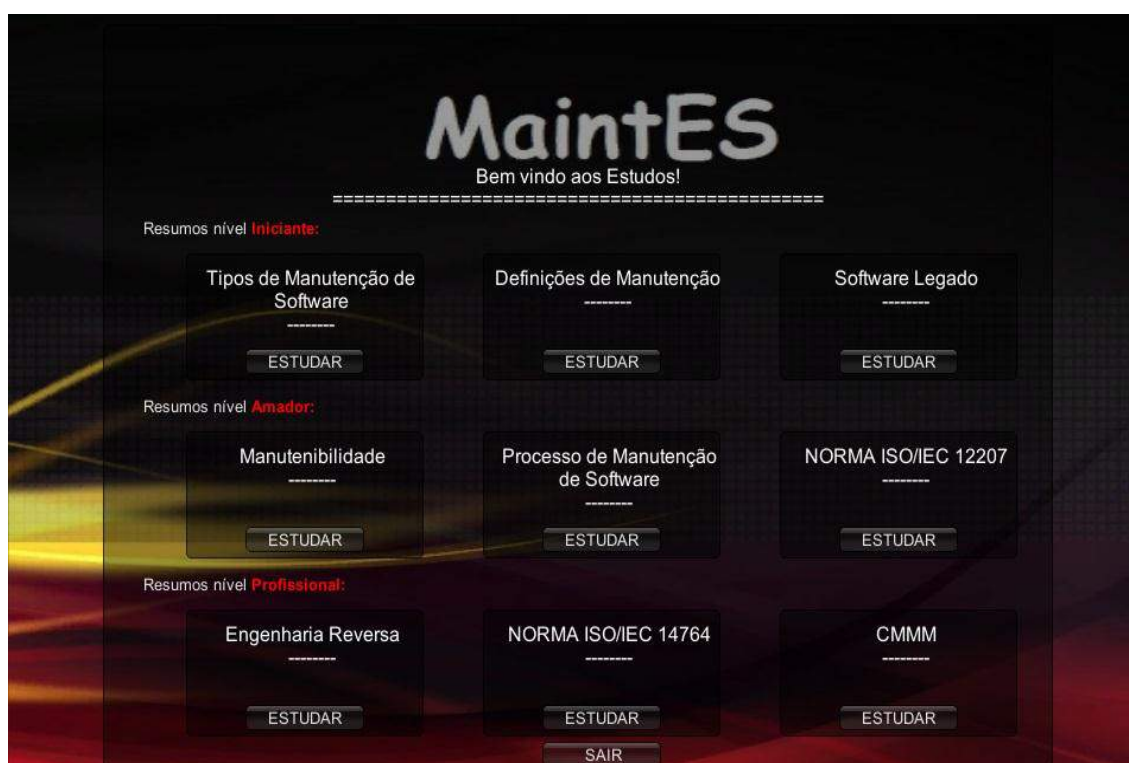 MaintES
Bem vindo aos Estudos!
==============================================
Resumos nível Iniciante:
Tipos de Manutenção de
Software
--------
ESTUDAR
Definições de Manutenção
--------
ESTUDAR
Software Legado
--------
ESTUDAR
Resumos nível Amador:
Manutenibilidade
--------
ESTUDAR
Processo de Manutenção
de Software
--------
ESTUDAR
NORMA ISO/IEC 12207
--------
ESTUDAR
Resumos nível Profissional:
Engenharia Reversa
--------
ESTUDAR
NORMA ISO/IEC 14764
--------
ESTUDAR
CMMM
--------
ESTUDAR
SAIR